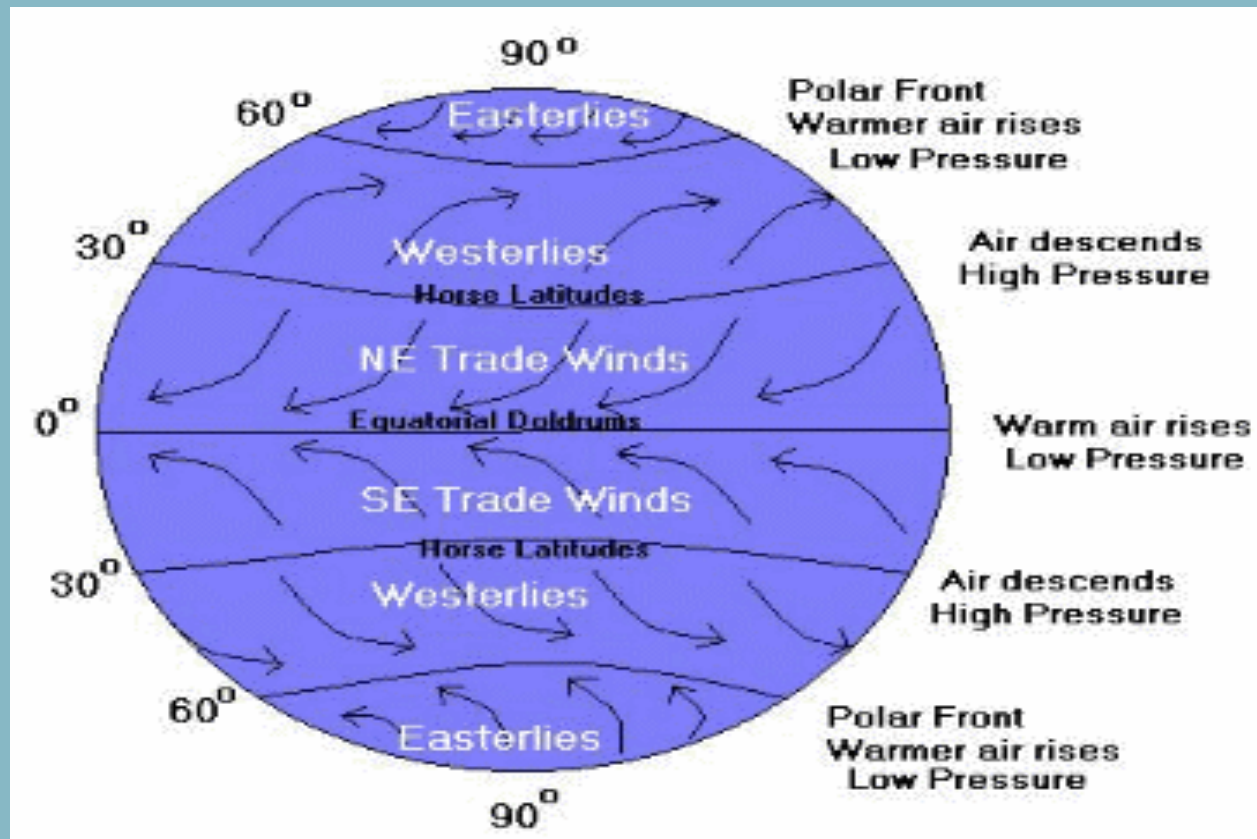 90°
60°
Easterlies
Polar Front
Warmer air rises
Low Pressure
30°
Westerlies
Air descends
High Pressure
Horse Latitudes
NE Trade Winds
0°
Equatorial Doldrums
Warm air rises
Low Pressure
SE Trade Winds
Horse Latitudes
30°
Westerlies
Air descends
High Pressure
60°
Easterlies
Polar Front
Warmer air rises
Low Pressure
90°